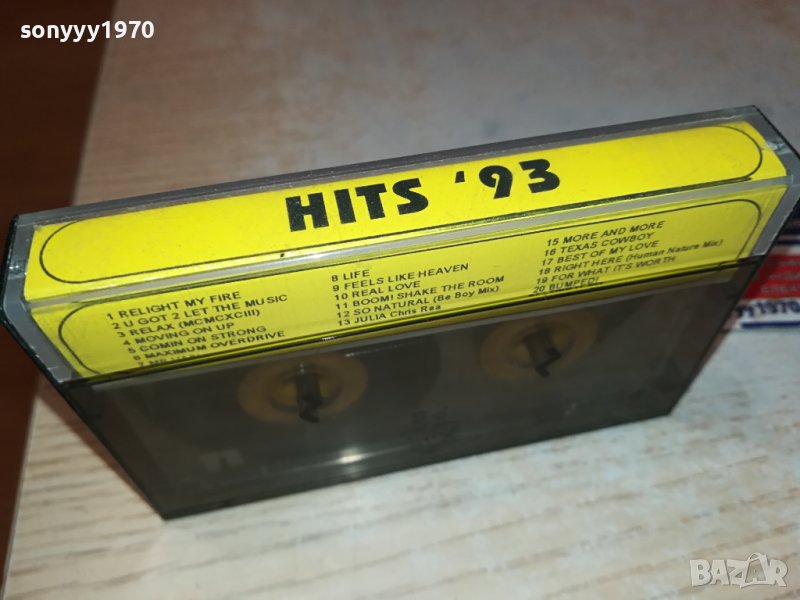 sonyyy1970
HITS '93
1 RELIGHT MY FIRE
2 U GOT 2 LET THE MUSIC
3 RELAX (MCMCXCIII)
4 MOVING ON UP
5 COMIN ON STRONG
6 MAXIMUM OVERDRIVE
8 LIFE
9 FEELS LIKE HEAVEN
10 REAL LOVE
11 BOOM! SHAKE THE ROOM
12 SO NATURAL (Be Boy Mix)
13 JULIA Chris Rea
15 MORE AND MORE
16 TEXAS COWBOY
17 BEST OF MY LOVE
18 RIGHT HERE (Human Nature Mix)
19 FOR WHAT IT'S WORTH
20 BUMPED!
BAZAR